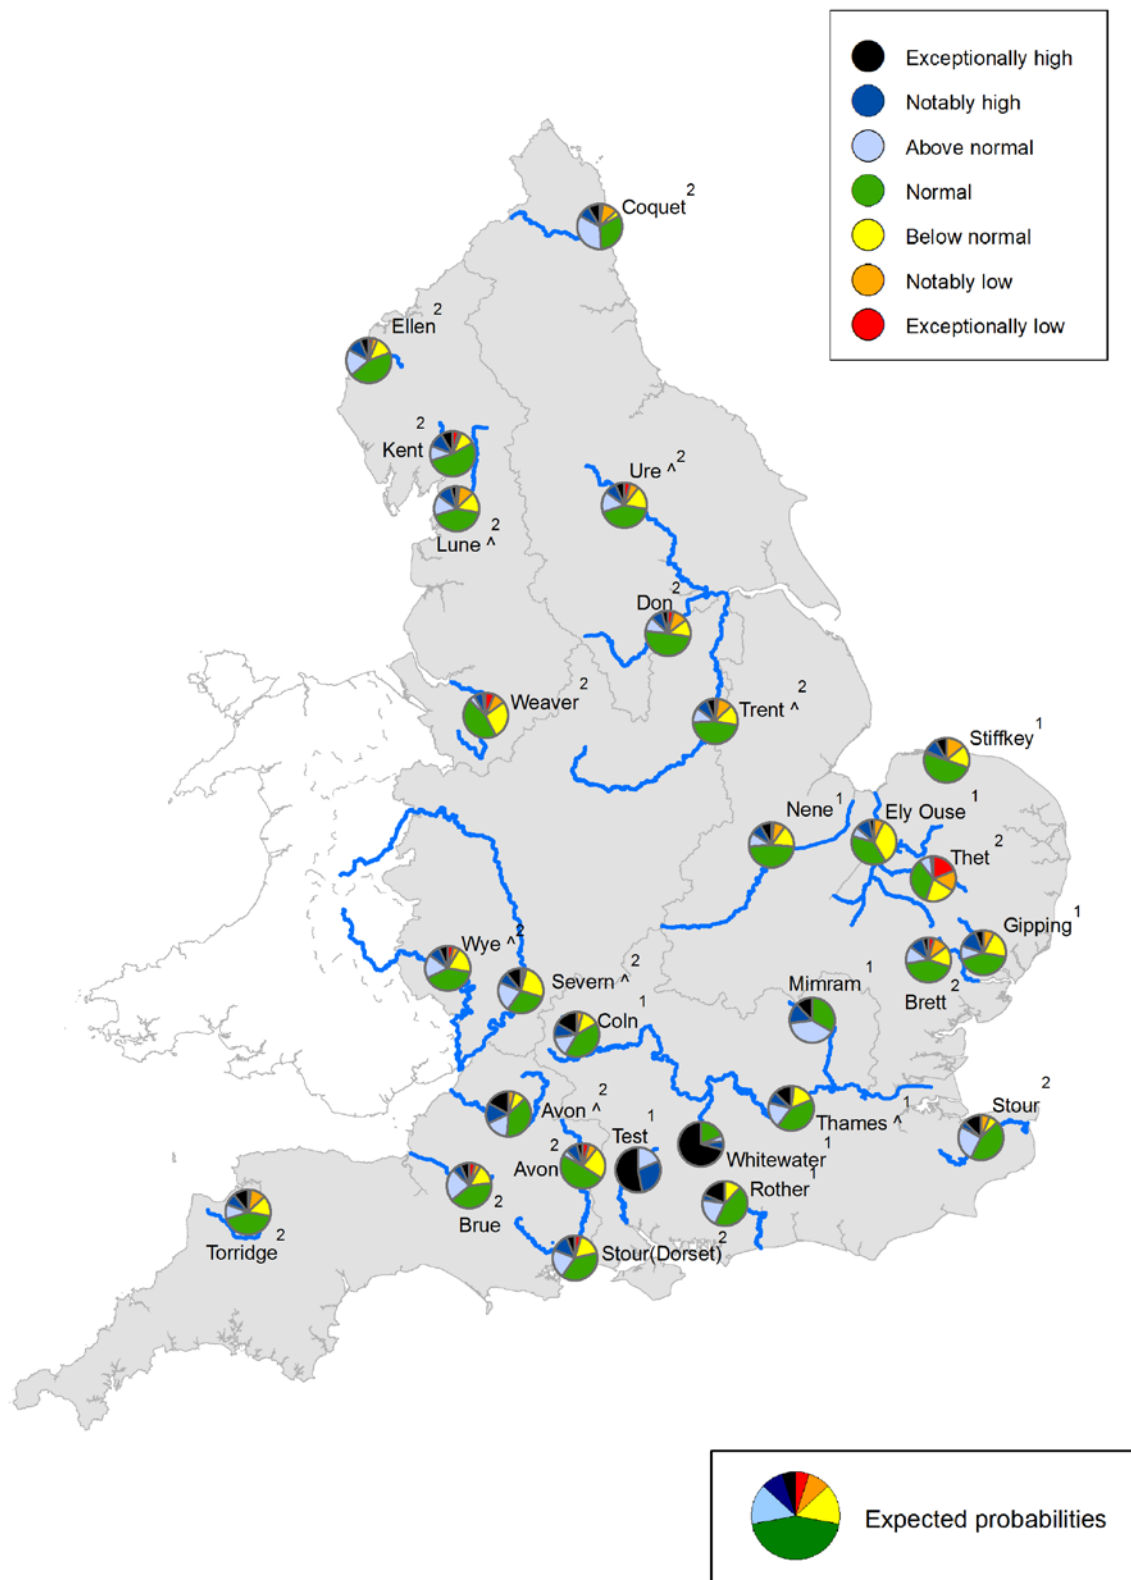 Exceptionally high
Notably high
Above normal
Normal
Below normal
Notably low
Exceptionally low
Coquet 2
Ellen 2
Kent 2
Ure ^ 2
Lune ^ 2
Don 2
Weaver 2
Trent ^ 2
Stiffkey 1
Nene 1
Ely Ouse 1
Thet 2
Gipping 1
Wye ^ 2
Severn ^ 2
Mimram 1
Brett 2
Coln 1
Avon ^ 2
Test 1
Thames ^ 1
Stour 2
Avon 2
Whitewater 1
Rother 1
Brue 2
Torridge 2
Stour(Dorset) 2
Expected probabilities